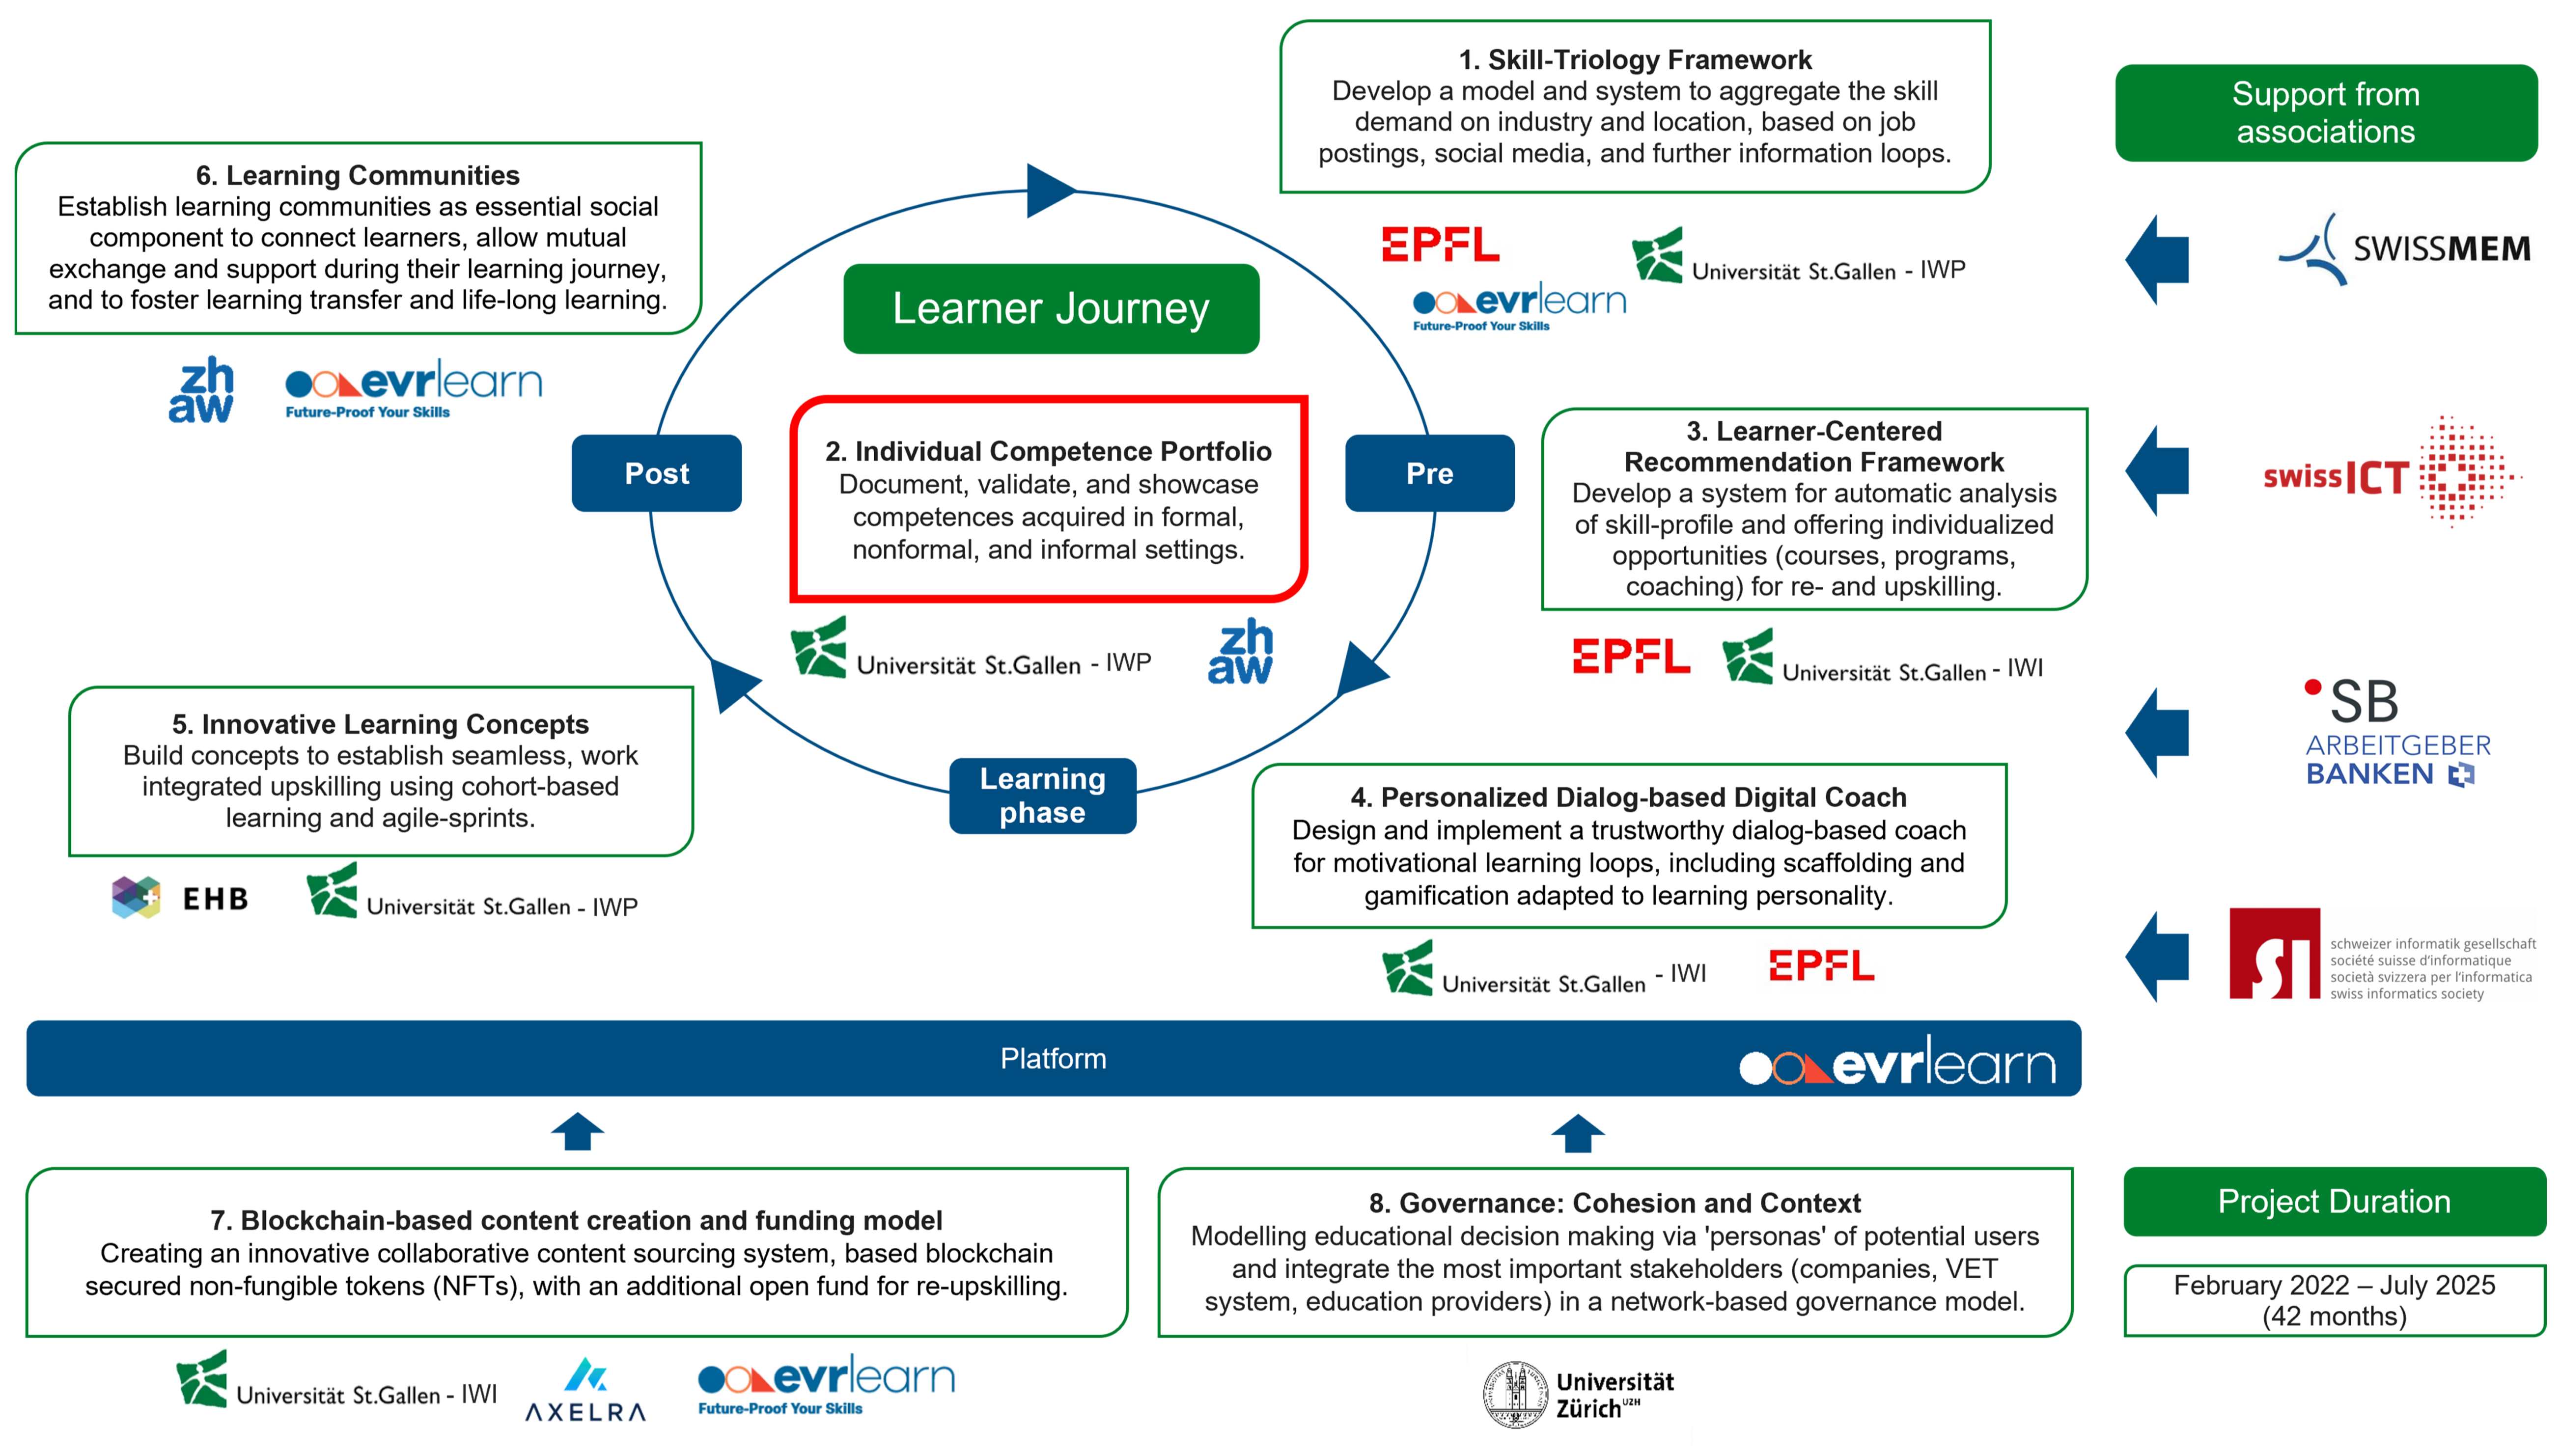 1. Skill-Triology Framework
Develop a model and system to aggregate the skill
demand on industry and location, based on job
postings, social media, and further information loops.
EPFL
Universität St.Gallen - IWP
evrlearn
Future-Proof Your Skills
Support from
associations
SWISSMEM
swissICT
SB
ARBEITGEBER
BANKEN
SI
schweizer informatik gesellschaft
société suisse d'informatique
società svizzera per l'informatica
swiss informatics society
6. Learning Communities
Establish learning communities as essential social
component to connect learners, allow mutual
exchange and support during their learning journey,
and to foster learning transfer and life-long learning.
zh
aw
evrlearn
Future-Proof Your Skills
Learner Journey
Post
Pre
Learning
phase
2. Individual Competence Portfolio
Document, validate, and showcase
competences acquired in formal,
nonformal, and informal settings.
Universität St.Gallen - IWP
zh
aw
3. Learner-Centered
Recommendation Framework
Develop a system for automatic analysis
of skill-profile and offering individualized
opportunities (courses, programs,
coaching) for re- and upskilling.
EPFL
Universität St.Gallen - IWI
5. Innovative Learning Concepts
Build concepts to establish seamless, work
integrated upskilling using cohort-based
learning and agile-sprints.
EHB
Universität St.Gallen - IWP
4. Personalized Dialog-based Digital Coach
Design and implement a trustworthy dialog-based coach
for motivational learning loops, including scaffolding and
gamification adapted to learning personality.
Universität St.Gallen - IWI
EPFL
Platform
evrlearn
7. Blockchain-based content creation and funding model
Creating an innovative collaborative content sourcing system, based blockchain
secured non-fungible tokens (NFTs), with an additional open fund for re-upskilling.
Universität St.Gallen - IWI
AXELRA
evrlearn
Future-Proof Your Skills
8. Governance: Cohesion and Context
Modelling educational decision making via 'personas' of potential users
and integrate the most important stakeholders (companies, VET
system, education providers) in a network-based governance model.
Universität
Zürich UZH
Project Duration
February 2022 – July 2025
(42 months)